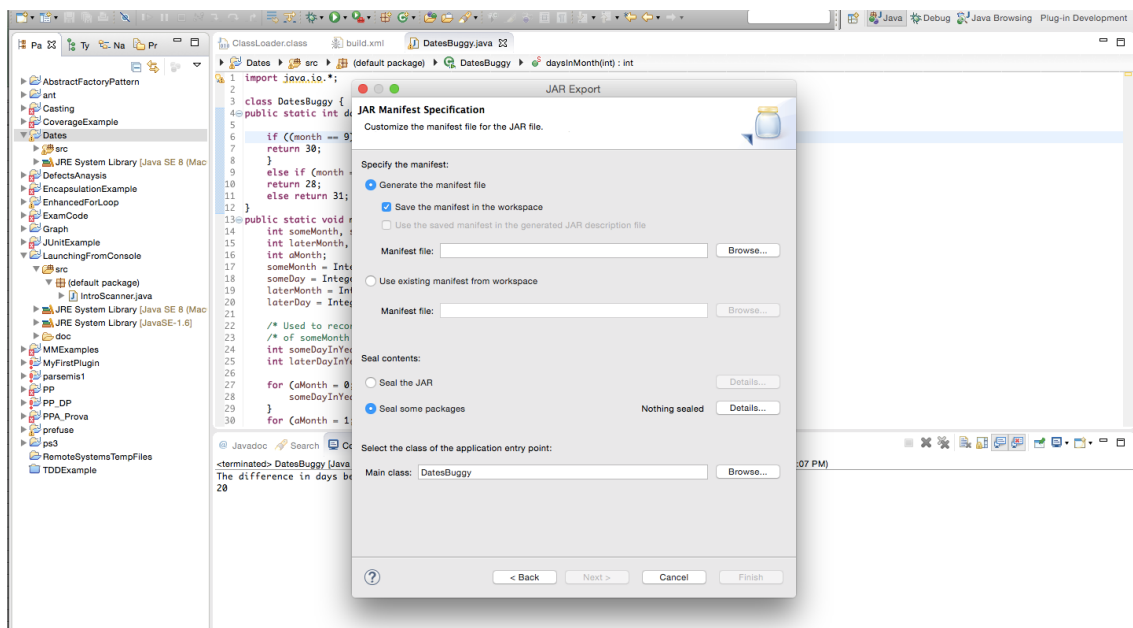 Java
Debug
Java Browsing
Plug-in Development
Pa
Ty
Na
Pr
ClassLoader.class
build.xml
DatesBuggy.java
Dates
src
(default package)
DatesBuggy
daysInMonth(int) : int
AbstractFactoryPattern
ant
Casting
CoverageExample
Dates
src
JRE System Library [Java SE 8 (Mac
DefectsAnaysis
EncapsulationExample
EnhancedForLoop
ExamCode
Graph
JUnitExample
LaunchingFromConsole
src
(default package)
IntroScanner.java
JRE System Library [Java SE 8 (Mac
JRE System Library [JavaSE-1.6]
doc
MMExamples
MyFirstPlugin
parsemis1
PP
PP_DP
PPA_Prova
prefuse
ps3
RemoteSystemsTempFiles
TDDExample
1 import java.io.*;
2
3 class DatesBuggy {
4 public static int da
5
6 if ((month == 9)
7 return 30;
8 }
9 else if (month =
10 return 28;
11 else return 31;
12 }
13 public static void m
14 int someMonth, s
15 int laterMonth,
16 int aMonth;
17 someMonth = Inte
18 someDay = Intege
19 laterMonth = Int
20 laterDay = Integ
21
22 /* Used to recor
23 /* of someMonth
24 int someDayInYea
25 int laterDayInYe
26
27 for (aMonth = 0;
28 someDayInYea
29 }
30 for (aMonth = 1;
JAR Export
JAR Manifest Specification
Customize the manifest file for the JAR file.
Specify the manifest:
Generate the manifest file
Save the manifest in the workspace
Use the saved manifest in the generated JAR description file
Manifest file:
Browse...
Use existing manifest from workspace
Manifest file:
Browse...
Seal contents:
Seal the JAR
Details...
Seal some packages
Nothing sealed
Details...
Select the class of the application entry point:
Main class: DatesBuggy
Browse...
?
< Back
Next >
Cancel
Finish
@ Javadoc
Search
Co
<terminated> DatesBuggy [Java
:07 PM)
The difference in days be
20